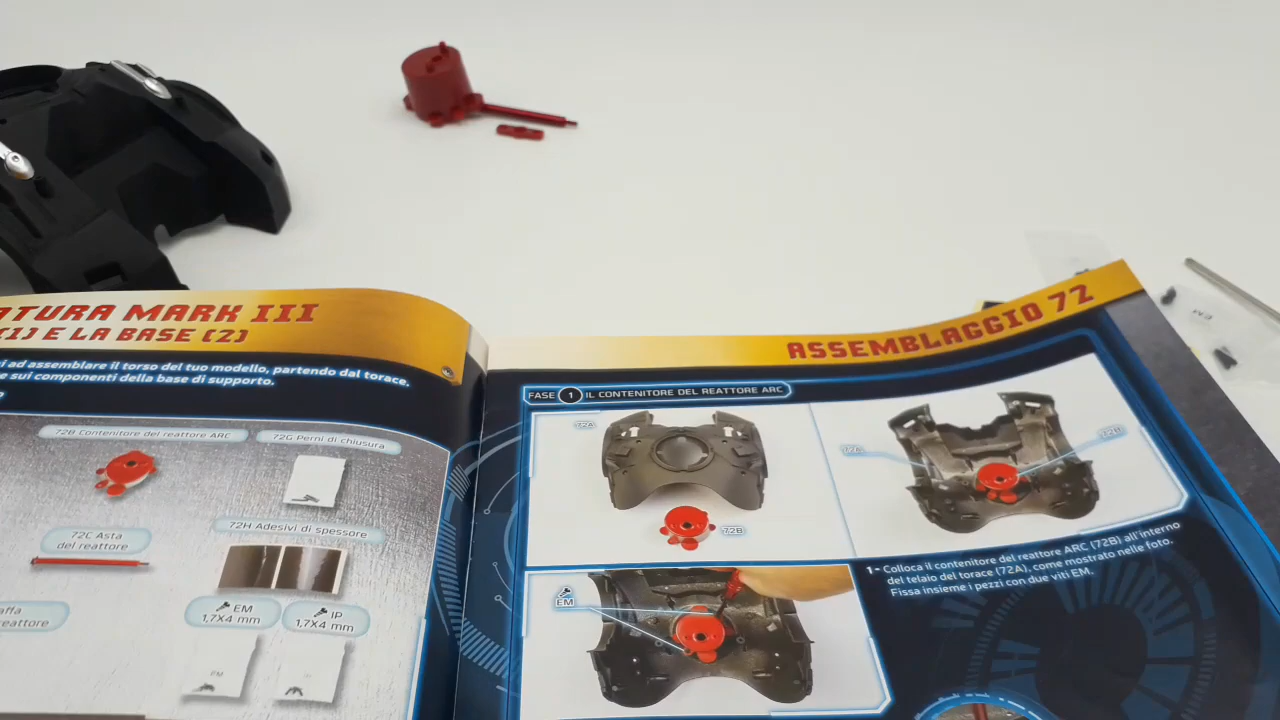 MARK III
(1) E LA BASE (2)
ad assemblare il torso del tuo modello, partendo dal torace.
e sui componenti della base di supporto.
72B Contenitore del reattore ARC
72G Perni di chiusura
72C Asta
del reattore
72H Adesivi di spessore
reattore
EM
1,7X4 mm
IP
1,7X4 mm
ASSEMBLAGGIO 72
FASE 1 IL CONTENITORE DEL REATTORE ARC
72A
72B
EM
1- Colloca il contenitore del reattore ARC (72B) all'interno
del telaio del torace (72A), come mostrato nelle foto.
Fissa insieme i pezzi con due viti EM.